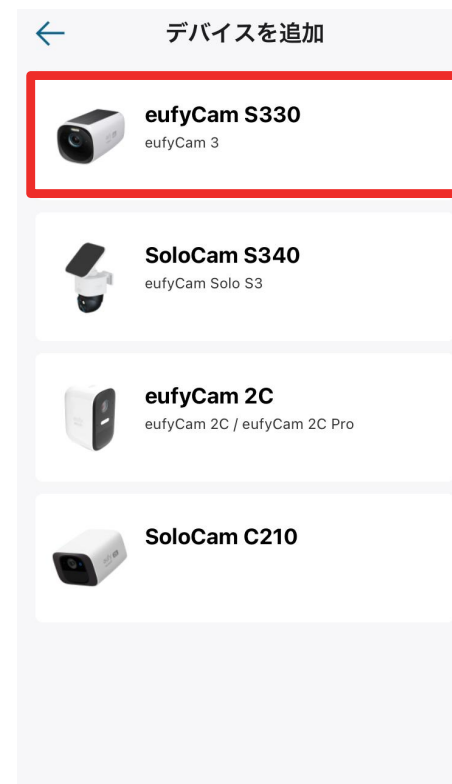 デバイスを追加
eufyCam S330
eufyCam 3
SoloCam S340
eufyCam Solo S3
eufyCam 2C
eufyCam 2C / eufyCam 2C Pro
SoloCam C210